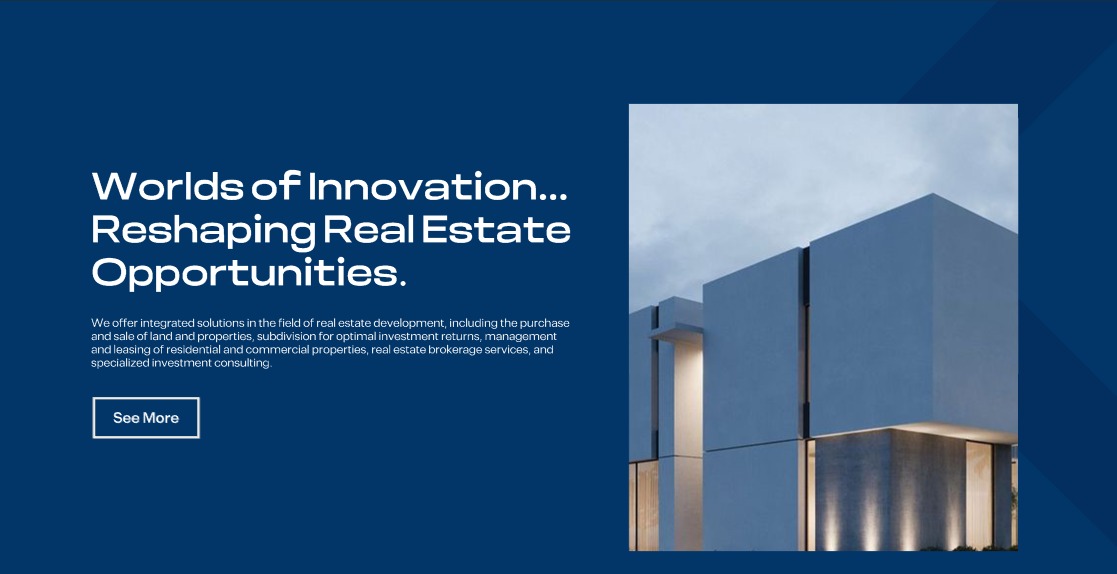 Worlds of Innovation...
Reshaping Real Estate
Opportunities.
We offer integrated solutions in the field of real estate development, including the purchase
and sale of land and properties, subdivision for optimal investment returns, management
and leasing of residential and commercial properties, real estate brokerage services, and
specialized investment consulting.
See More